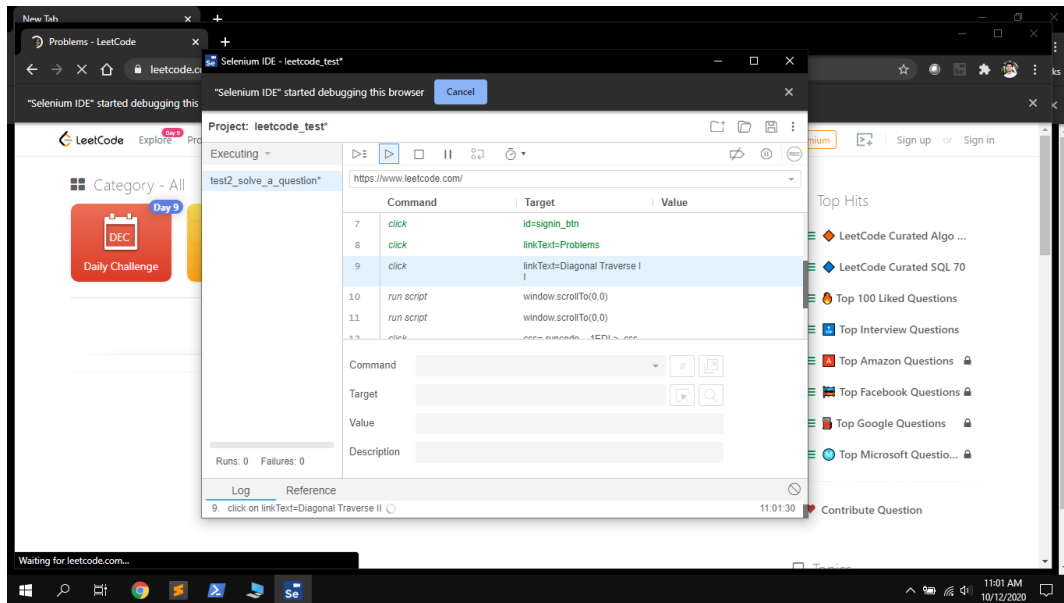 New Tab
Problems - LeetCode
leetcode.c
"Selenium IDE" started debugging this
LeetCode
Explore
Day 9
Pro
Category - All
Day 9
DEC
Daily Challenge
Selenium IDE - leetcode_test*
"Selenium IDE" started debugging this browser
Cancel
Project: leetcode_test*
Executing
test2_solve_a_question*
REC
https://www.leetcode.com/
Command Target Value
7 click id=signin_btn
8 click linkText=Problems
9 click linkText=Diagonal Traverse I
I
10 run script window.scrollTo(0,0)
11 run script window.scrollTo(0,0)
Command
//
Target
Value
Description
Runs: 0 Failures: 0
Log Reference
9. click on linkText=Diagonal Traverse II 11:01:30
ks
mium
Sign up or Sign in
Top Hits
LeetCode Curated Algo ...
LeetCode Curated SQL 70
Top 100 Liked Questions
Top Interview Questions
A Top Amazon Questions
Top Facebook Questions
Top Google Questions
M Top Microsoft Questio...
Contribute Question
Topics
Waiting for leetcode.com...
Se
11:01 AM
10/12/2020